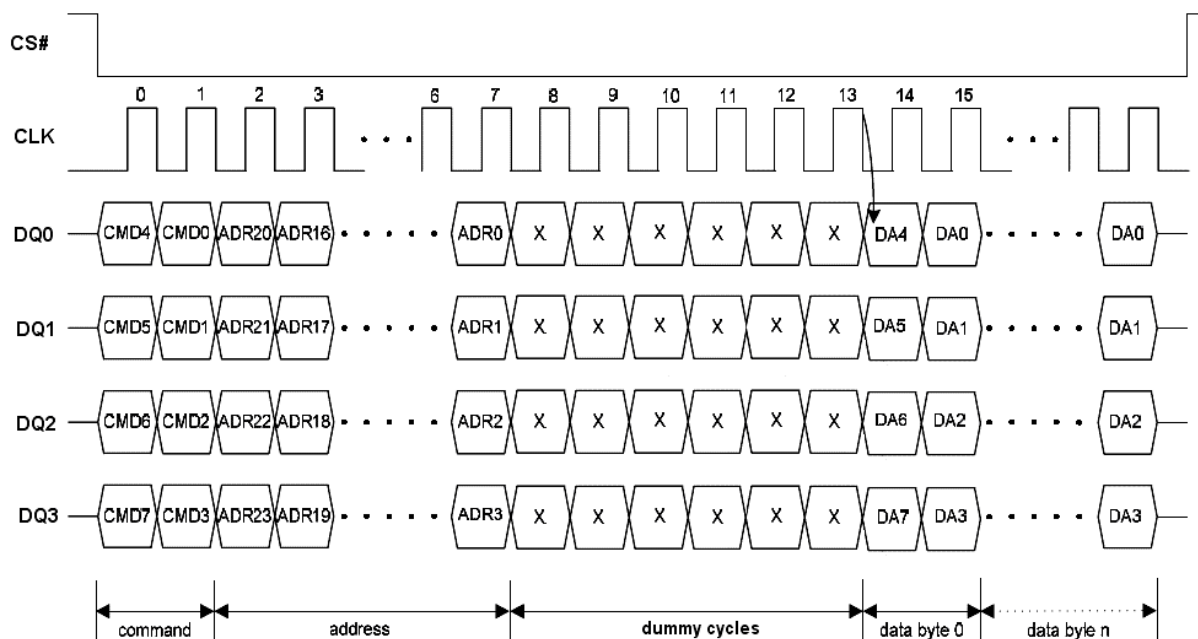 CS#
0 1 2 3 6 7 8 9 10 11 12 13 14 15
CLK
DQ0 CMD4 CMD0 ADR20 ADR16 ADR0 X X X X X X DA4 DA0 DA0
DQ1 CMD5 CMD1 ADR21 ADR17 ADR1 X X X X X X DA5 DA1 DA1
DQ2 CMD6 CMD2 ADR22 ADR18 ADR2 X X X X X X DA6 DA2 DA2
DQ3 CMD7 CMD3 ADR23 ADR19 ADR3 X X X X X X DA7 DA3 DA3
command address dummy cycles data byte 0 data byte n